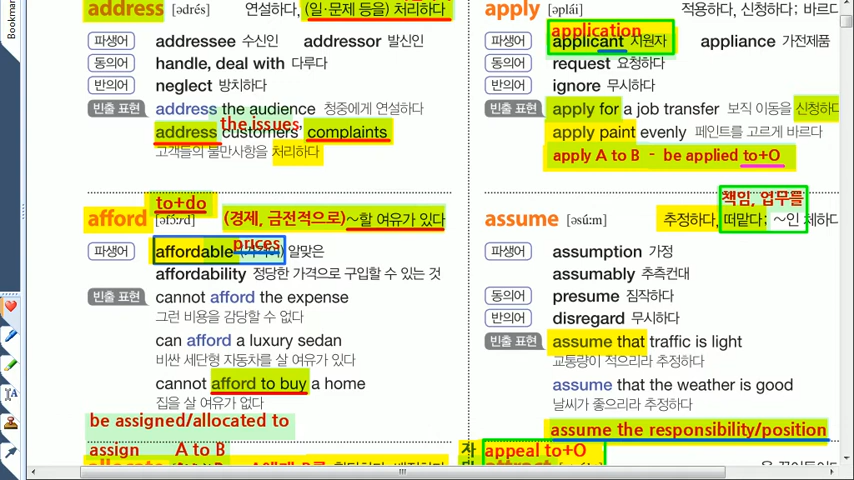 Bookmar
address [ədrés] 연설하다, (일·문제 등을) 처리하다
파생어 addressee 수신인 addressor 발신인
동의어 handle, deal with 다루다
반의어 neglect 방치하다
빈출 표현 address the audience 청중에게 연설하다
the issues,
address customers' complaints
고객들의 불만사항을 처리하다
to+do
afford [əfɔ́:rd] (경제, 금전적으로) ~할 여유가 있다
prices
파생어 affordable 알맞은
affordability 정당한 가격으로 구입할 수 있는 것
빈출 표현 cannot afford the expense
그런 비용을 감당할 수 없다
can afford a luxury sedan
비싼 세단형 자동차를 살 여유가 있다
cannot afford to buy a home
집을 살 여유가 없다
be assigned/allocated to
assign A to B
apply [əplái] 적용하다, 신청하다; 바르다
application
파생어 applicant 지원자 appliance 가전제품
동의어 request 요청하다
반의어 ignore 무시하다
빈출 표현 apply for a job transfer 보직 이동을 신청하
apply paint evenly 페인트를 고르게 바르다
apply A to B - be applied to+O
책임, 업무를
assume [əsú:m] 추정하다, 떠맡다; ~인 체하다
파생어 assumption 가정
assumably 추측컨대
동의어 presume 짐작하다
반의어 disregard 무시하다
빈출 표현 assume that traffic is light
교통량이 적으리라 추정하다
assume that the weather is good
날씨가 좋으리라 추정하다
assume the responsibility/position
appeal to+O